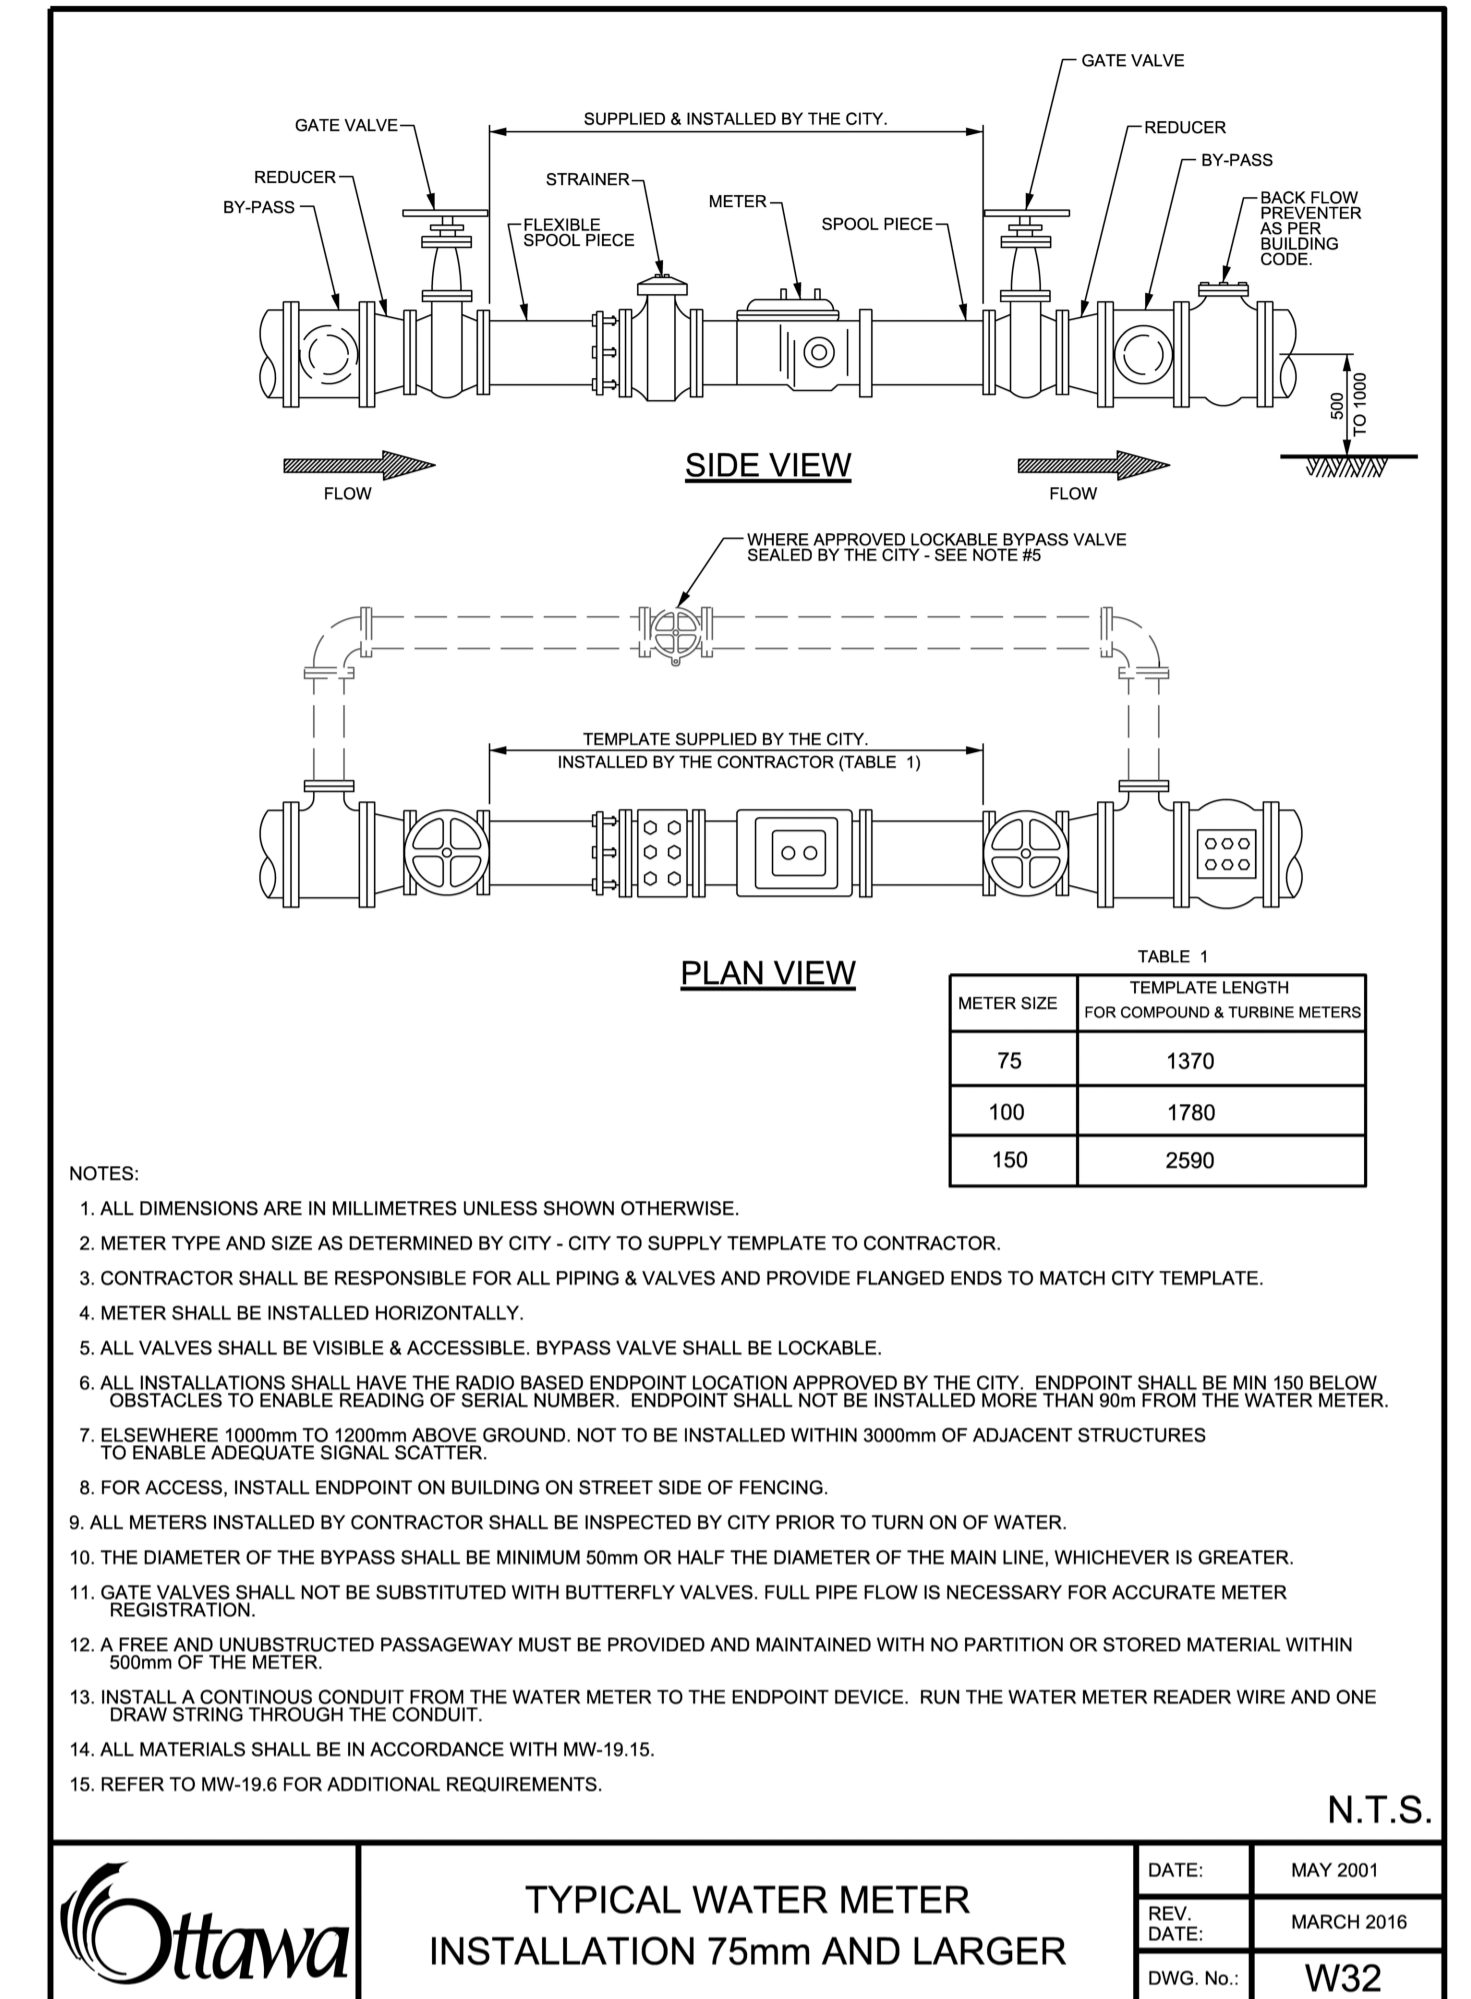 GATE VALVE
SUPPLIED & INSTALLED BY THE CITY.
GATE VALVE
REDUCER
BY-PASS
REDUCER
STRAINER
BY-PASS
METER
FLEXIBLE
SPOOL PIECE
SPOOL PIECE
BACK FLOW
PREVENTER
AS PER
BUILDING
CODE.
500
TO 1000
SIDE VIEW
FLOW
FLOW
WHERE APPROVED LOCKABLE BYPASS VALVE
SEALED BY THE CITY - SEE NOTE #5
TEMPLATE SUPPLIED BY THE CITY.
INSTALLED BY THE CONTRACTOR (TABLE 1)
PLAN VIEW
TABLE 1
METER SIZE
TEMPLATE LENGTH
FOR COMPOUND & TURBINE METERS
75 1370
100 1780
150 2590
NOTES:
1. ALL DIMENSIONS ARE IN MILLIMETRES UNLESS SHOWN OTHERWISE.
2. METER TYPE AND SIZE AS DETERMINED BY CITY - CITY TO SUPPLY TEMPLATE TO CONTRACTOR.
3. CONTRACTOR SHALL BE RESPONSIBLE FOR ALL PIPING & VALVES AND PROVIDE FLANGED ENDS TO MATCH CITY TEMPLATE.
4. METER SHALL BE INSTALLED HORIZONTALLY.
5. ALL VALVES SHALL BE VISIBLE & ACCESSIBLE. BYPASS VALVE SHALL BE LOCKABLE.
6. ALL INSTALLATIONS SHALL HAVE THE RADIO BASED ENDPOINT LOCATION APPROVED BY THE CITY. ENDPOINT SHALL BE MIN 150 BELOW
OBSTACLES TO ENABLE READING OF SERIAL NUMBER. ENDPOINT SHALL NOT BE INSTALLED MORE THAN 90m FROM THE WATER METER.
7. ELSEWHERE 1000mm TO 1200mm ABOVE GROUND. NOT TO BE INSTALLED WITHIN 3000mm OF ADJACENT STRUCTURES
TO ENABLE ADEQUATE SIGNAL SCATTER.
8. FOR ACCESS, INSTALL ENDPOINT ON BUILDING ON STREET SIDE OF FENCING.
9. ALL METERS INSTALLED BY CONTRACTOR SHALL BE INSPECTED BY CITY PRIOR TO TURN ON OF WATER.
10. THE DIAMETER OF THE BYPASS SHALL BE MINIMUM 50mm OR HALF THE DIAMETER OF THE MAIN LINE, WHICHEVER IS GREATER.
11. GATE VALVES SHALL NOT BE SUBSTITUTED WITH BUTTERFLY VALVES. FULL PIPE FLOW IS NECESSARY FOR ACCURATE METER
REGISTRATION.
12. A FREE AND UNUBSTRUCTED PASSAGEWAY MUST BE PROVIDED AND MAINTAINED WITH NO PARTITION OR STORED MATERIAL WITHIN
500mm OF THE METER.
13. INSTALL A CONTINOUS CONDUIT FROM THE WATER METER TO THE ENDPOINT DEVICE. RUN THE WATER METER READER WIRE AND ONE
DRAW STRING THROUGH THE CONDUIT.
14. ALL MATERIALS SHALL BE IN ACCORDANCE WITH MW-19.15.
15. REFER TO MW-19.6 FOR ADDITIONAL REQUIREMENTS.
N.T.S.
Ottawa
TYPICAL WATER METER
INSTALLATION 75mm AND LARGER
DATE: MAY 2001
REV.
DATE: MARCH 2016
DWG. No.: W32